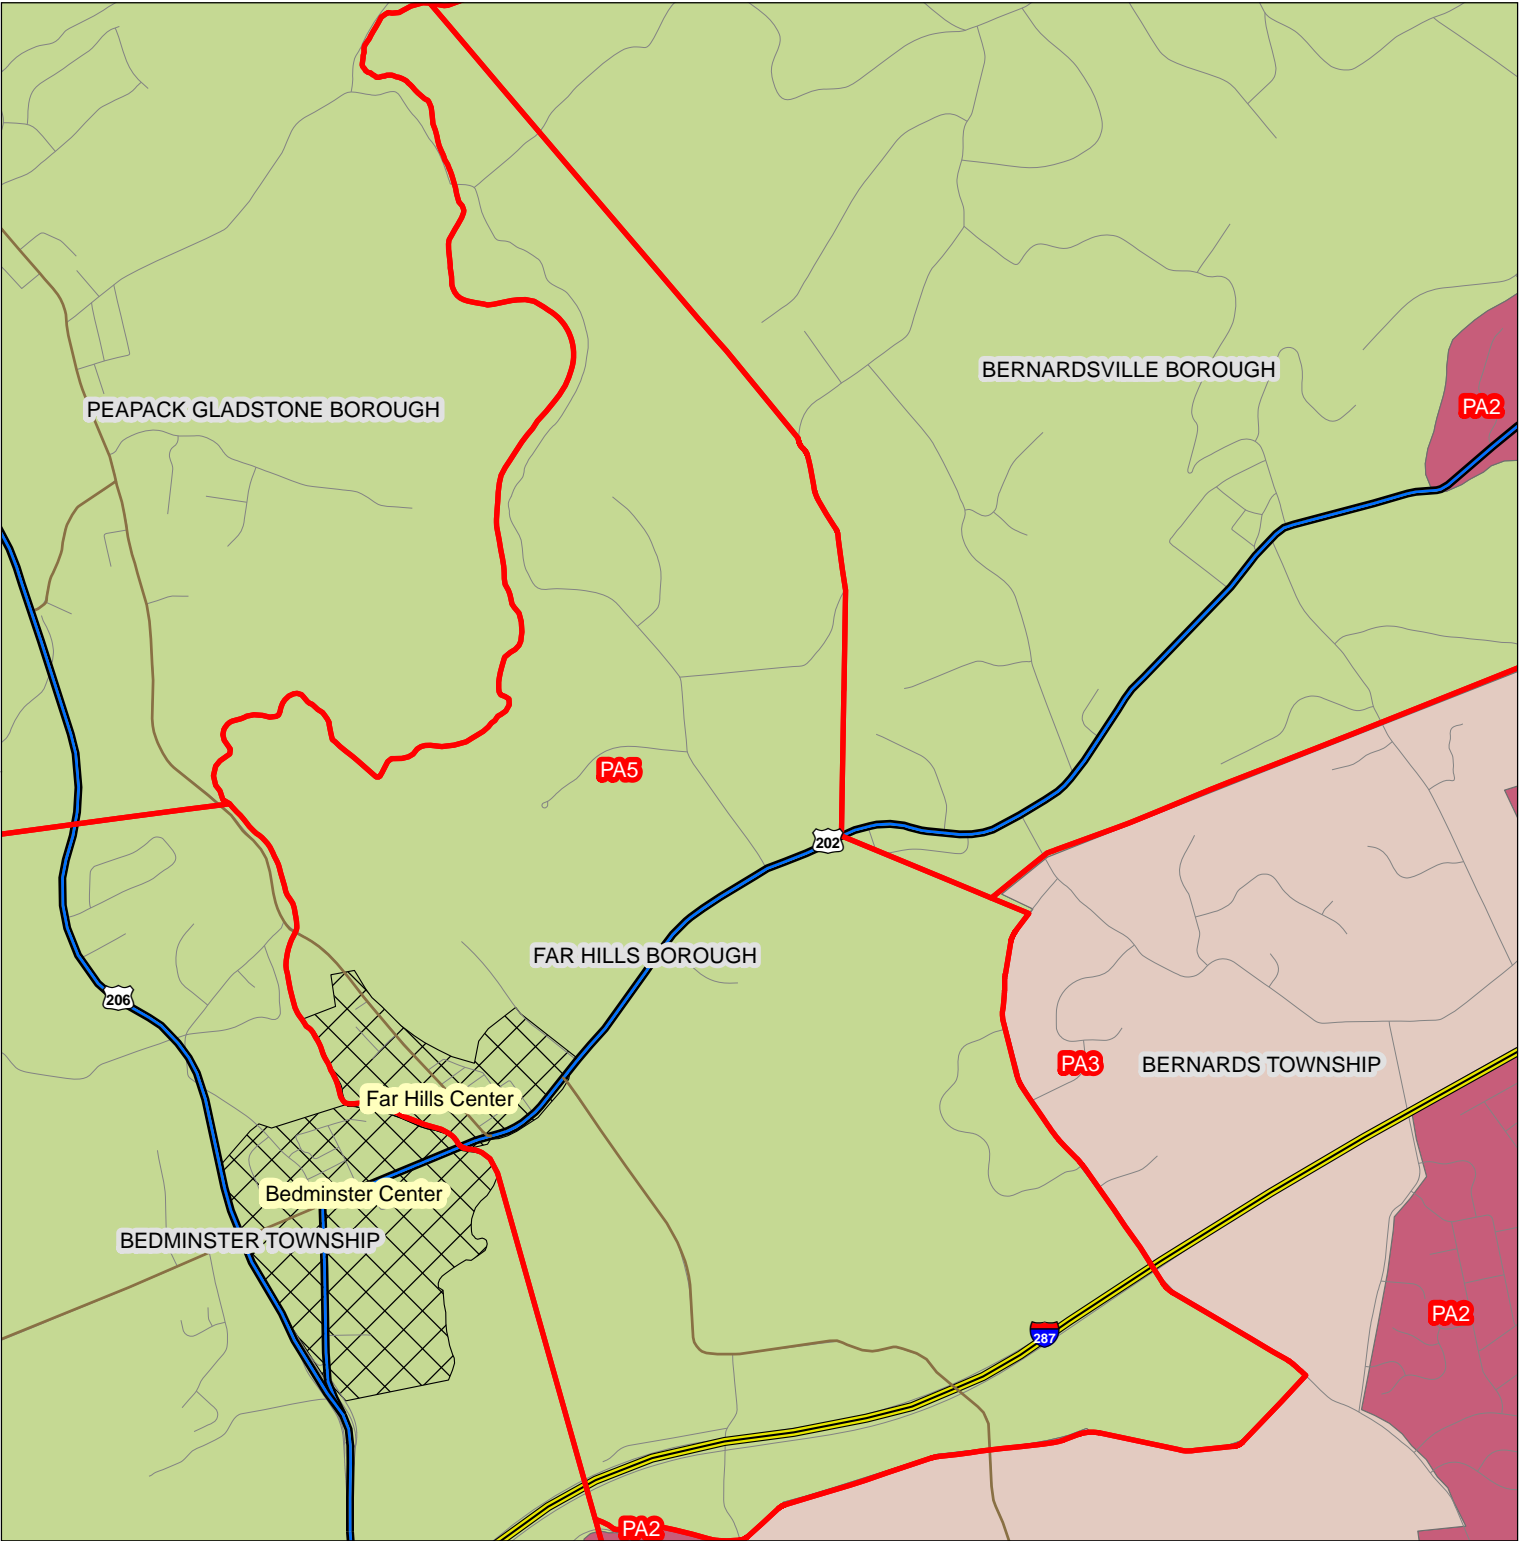 BERNARDSVILLE BOROUGH
PA2
PEAPACK GLADSTONE BOROUGH
PA5
202
FAR HILLS BOROUGH
206
PA3
BERNARDS TOWNSHIP
Far Hills Center
Bedminster Center
BEDMINSTER TOWNSHIP
PA2
287
PA2